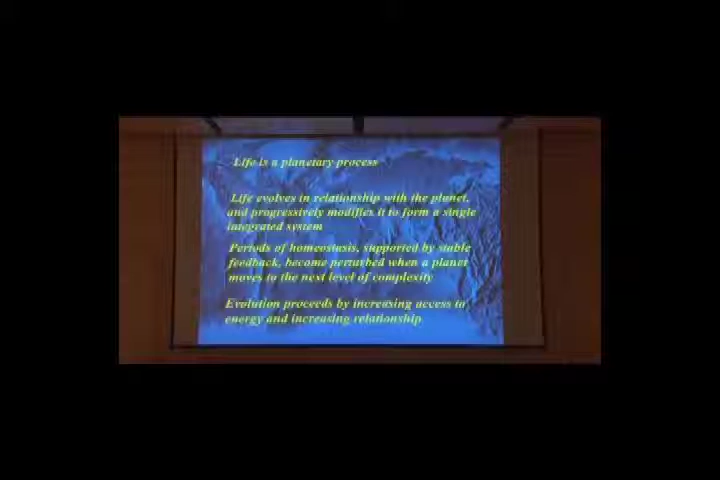 Life is a planetary process
Life evolves in relationship with the planet,
and progressively modifies it to form a single
integrated system
Periods of homeostasis, supported by stable
feedback, become perturbed when a planet
moves to the next level of complexity
Evolution proceeds by increasing access to
energy and increasing relationship